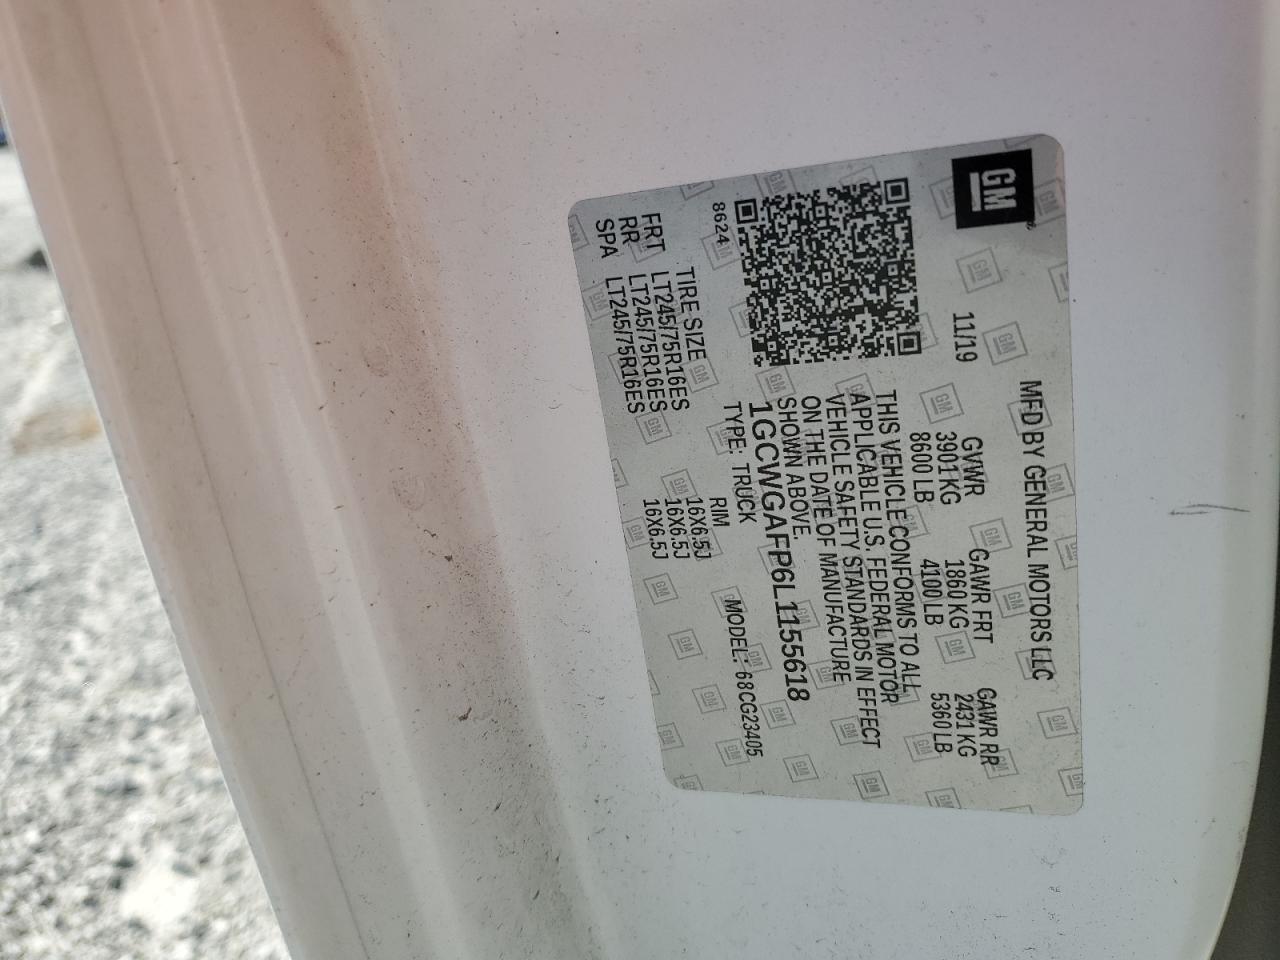 GM
MFD BY GENERAL MOTORS LLC
11/19
GVWR GAWR FRT GAWR RR
3901 KG 1860 KG 2431 KG
8600 LB 4100 LB 5360 LB
THIS VEHICLE CONFORMS TO ALL
APPLICABLE U.S. FEDERAL MOTOR
VEHICLE SAFETY STANDARDS IN EFFECT
ON THE DATE OF MANUFACTURE
SHOWN ABOVE.
1GCWGAFP6L1155618
8624
TYPE: TRUCK MODEL: 68CG23405
TIRE SIZE RIM
FRT LT245/75R16ES 16X6.5J
RR LT245/75R16ES 16X6.5J
SPA LT245/75R16ES 16X6.5J